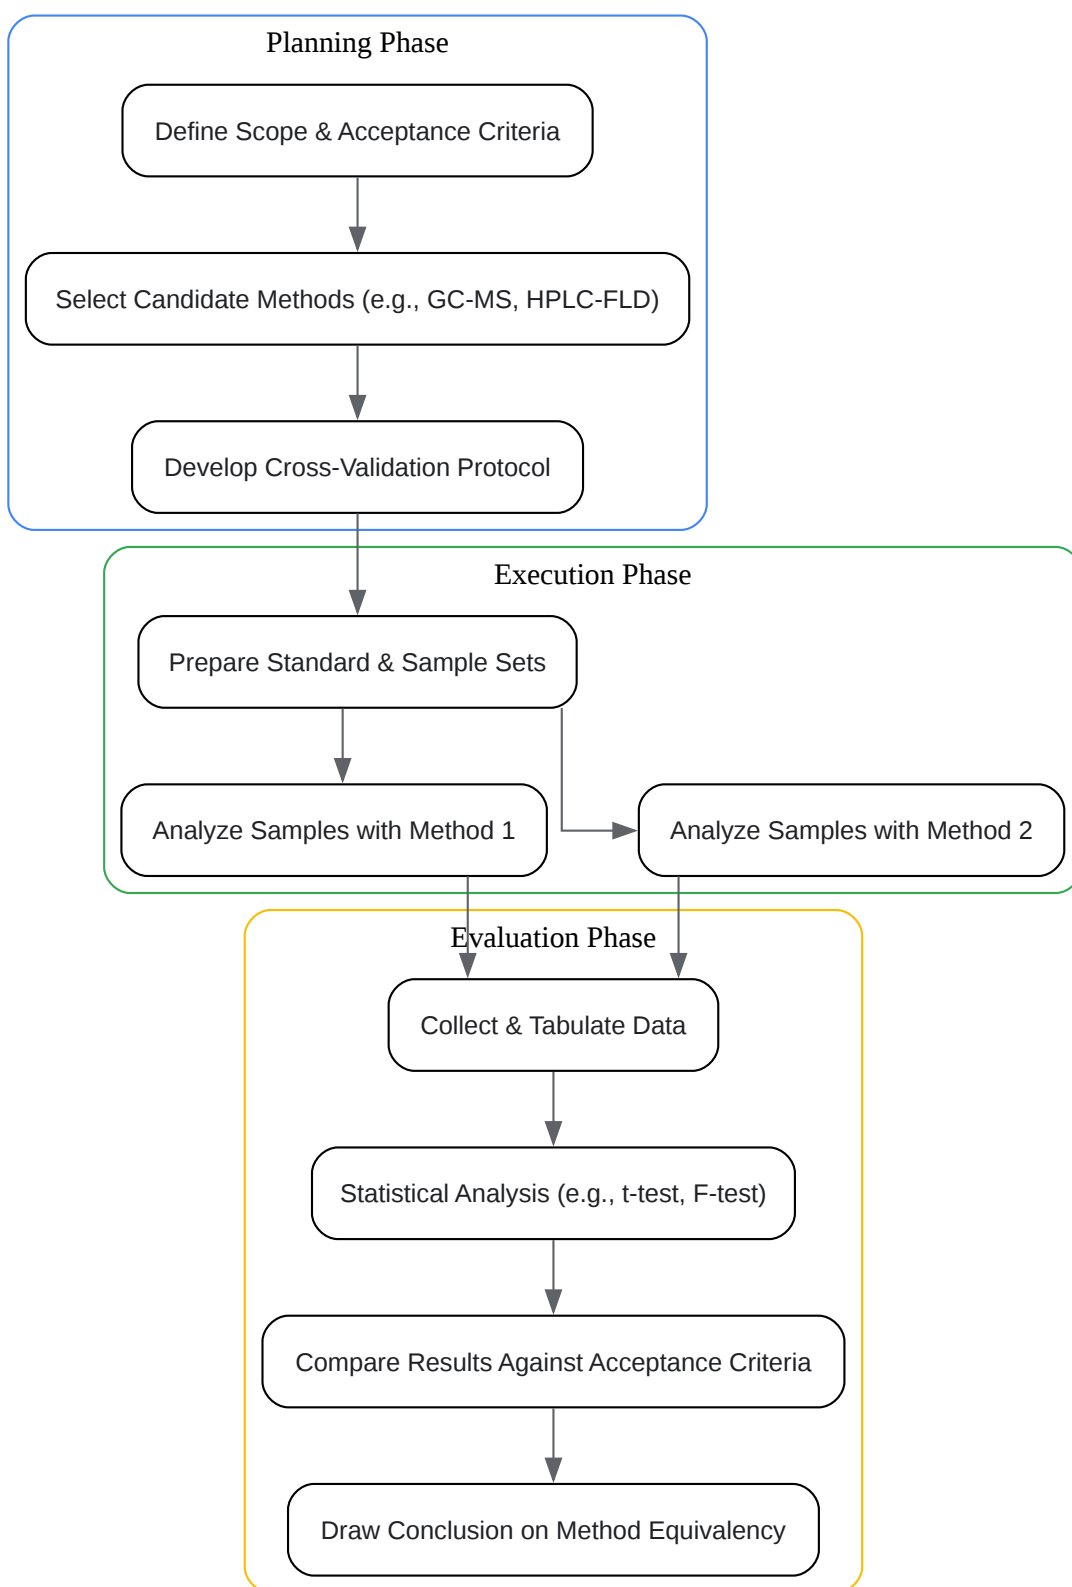 Planning Phase
Define Scope & Acceptance Criteria
Select Candidate Methods (e.g., GC-MS, HPLC-FLD)
Develop Cross-Validation Protocol
Execution Phase
Prepare Standard & Sample Sets
Analyze Samples with Method 1
Analyze Samples with Method 2
Evaluation Phase
Collect & Tabulate Data
Statistical Analysis (e.g., t-test, F-test)
Compare Results Against Acceptance Criteria
Draw Conclusion on Method Equivalency